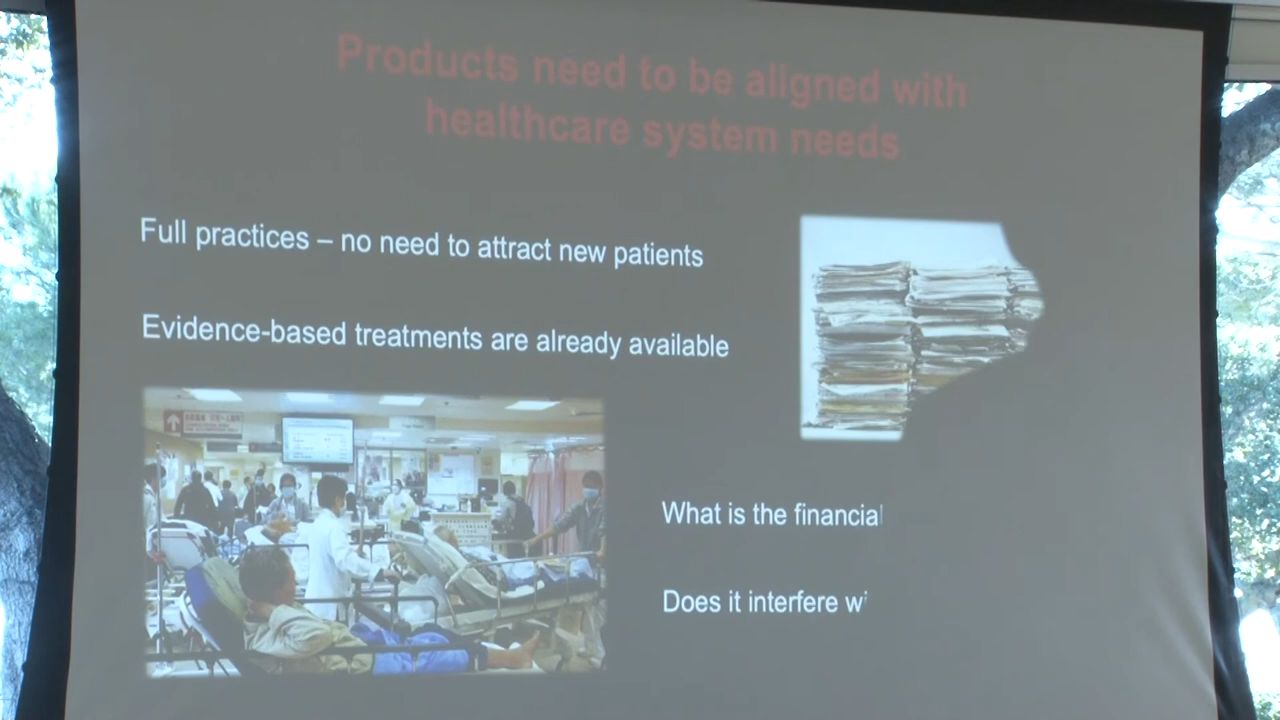 Products need to be aligned with
healthcare system needs
Full practices – no need to attract new patients
Evidence-based treatments are already available
What is the financial
Does it interfere